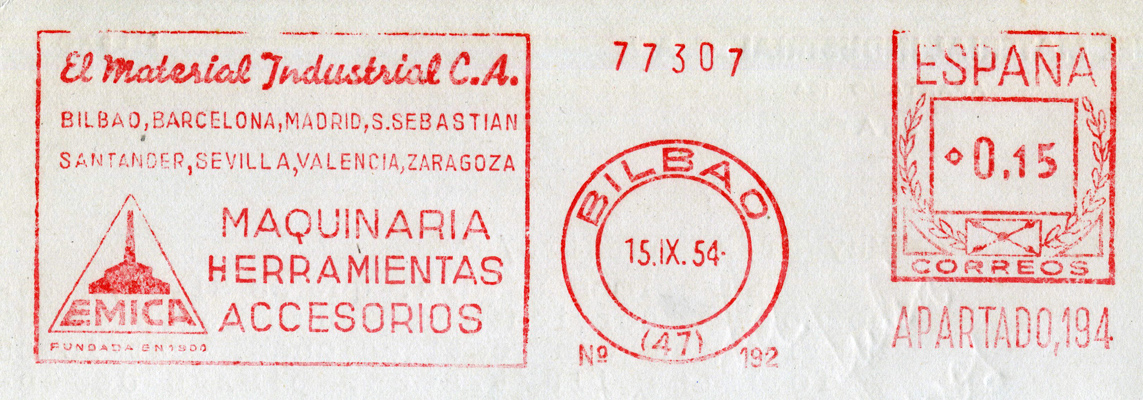 El Material Industrial C.A.
BILBAO, BARCELONA, MADRID, S. SEBASTIAN
SANTANDER, SEVILLA, VALENCIA, ZARAGOZA
MAQUINARIA
HERRAMIENTAS
ACCESORIOS
EMICA
FUNDADA EN 1900
77307
BILBAO
15.IX.54.
(47)
Nº 192
ESPAÑA
0.15
CORREOS
APARTADO, 194